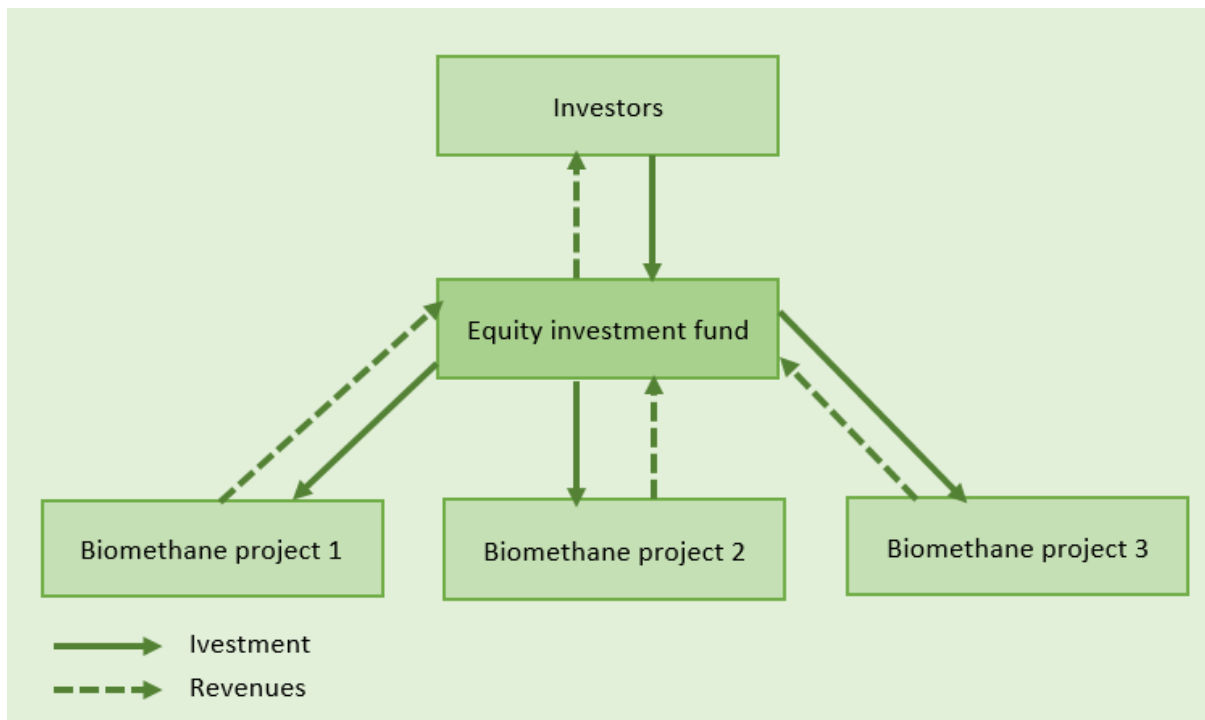 Investors
Equity investment fund
Biomethane project 1
Biomethane project 2
Biomethane project 3
Ivestment
Revenues